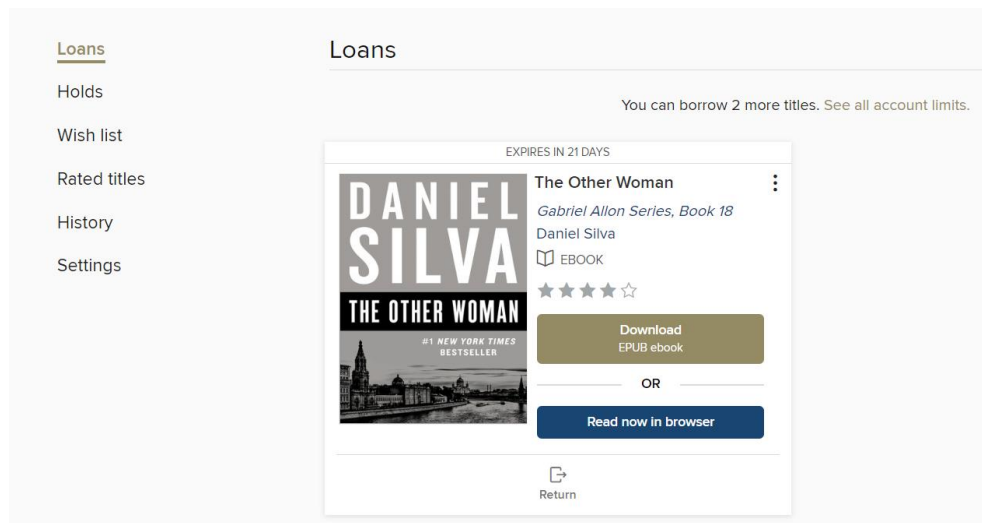 Loans
Holds
Wish list
Rated titles
History
Settings
Loans
You can borrow 2 more titles. See all account limits.
EXPIRES IN 21 DAYS
DANIEL
SILVA
THE OTHER WOMAN
#1 NEW YORK TIMES
BESTSELLER
The Other Woman
Gabriel Allon Series, Book 18
Daniel Silva
EBOOK
Download
EPUB ebook
OR
Read now in browser
Return